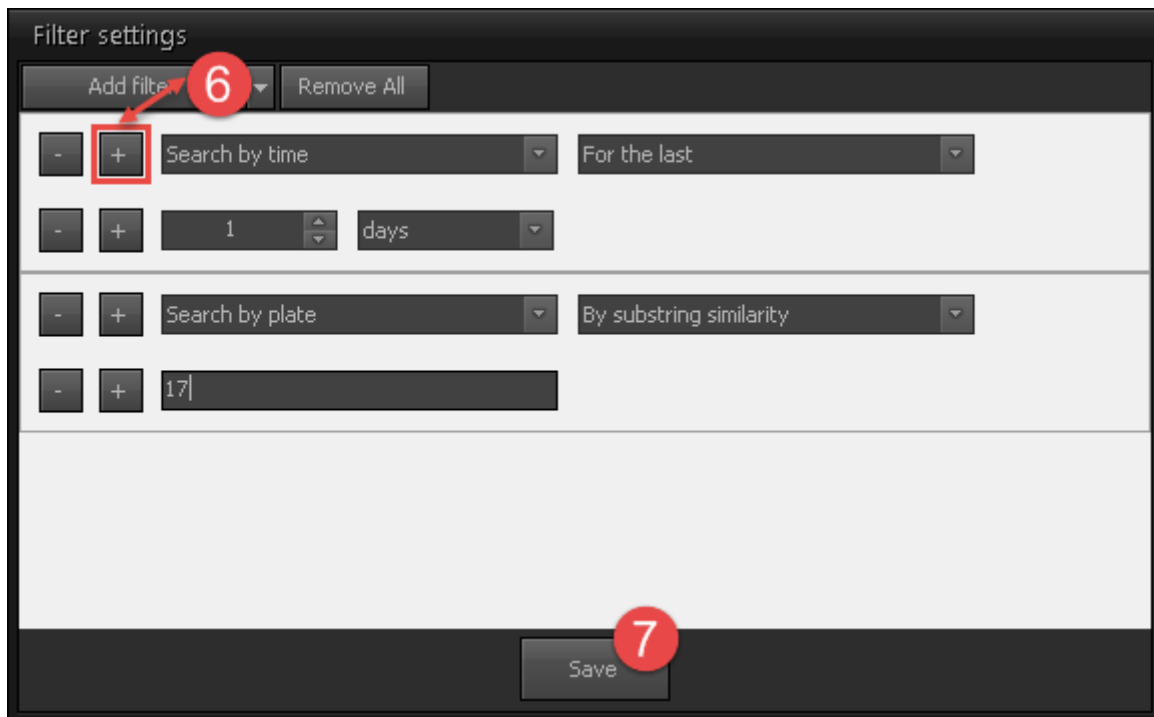 Filter settings
Add filter 6 Remove All
- + Search by time For the last
- + 1 days
- + Search by plate By substring similarity
- + 17
7
Save